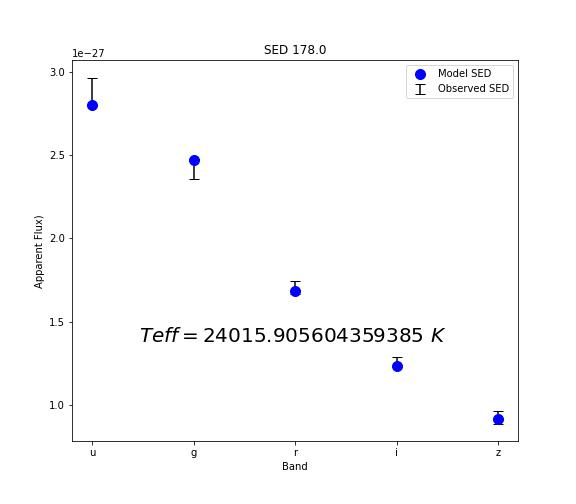 SED 178.0
1e−27
Model SED
Observed SED
3.0
2.5
2.0
1.5
1.0
Apparent Flux)
Teff = 24015.905604359385 K
u g r i z
Band